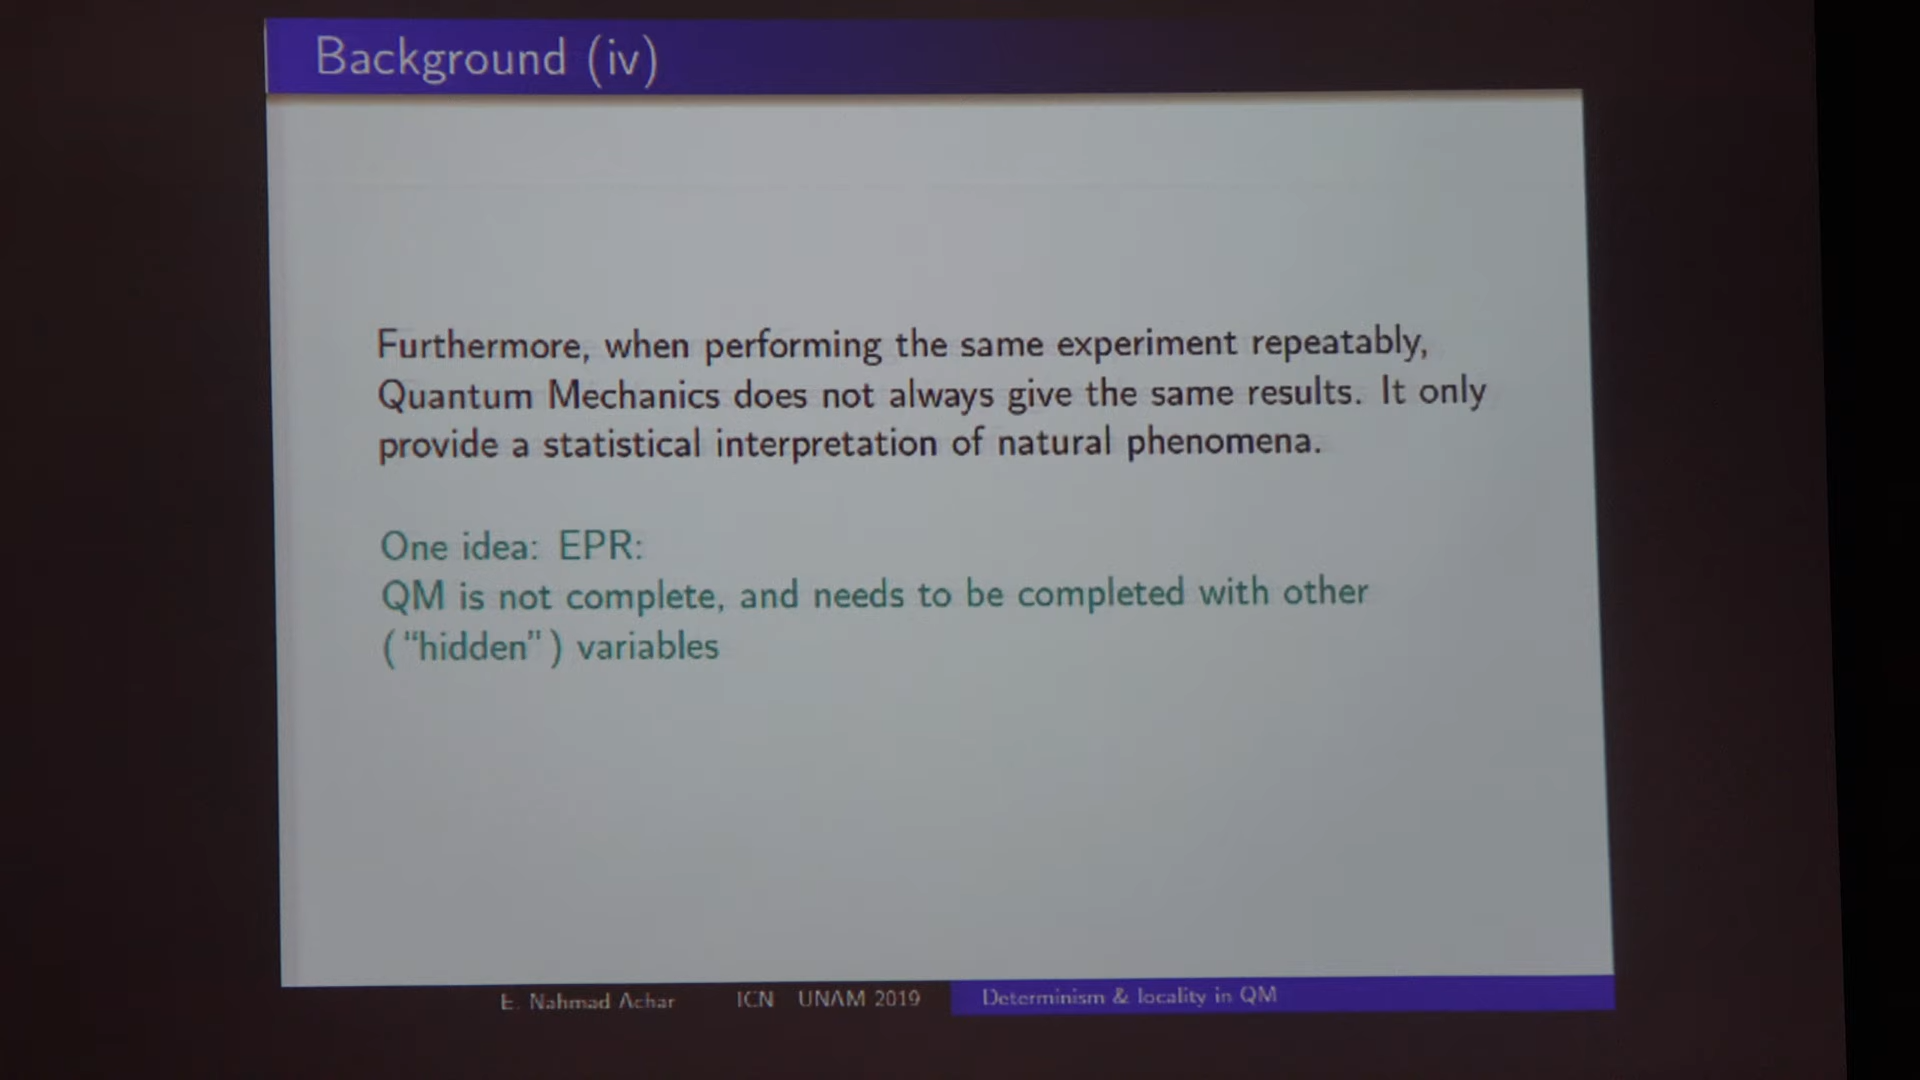 Background (iv)
Furthermore, when performing the same experiment repeatably,
Quantum Mechanics does not always give the same results. It only
provide a statistical interpretation of natural phenomena.
One idea: EPR:
QM is not complete, and needs to be completed with other
("hidden") variables
E. Nahmad Achar ICN UNAM 2019 Determinism & locality in QM